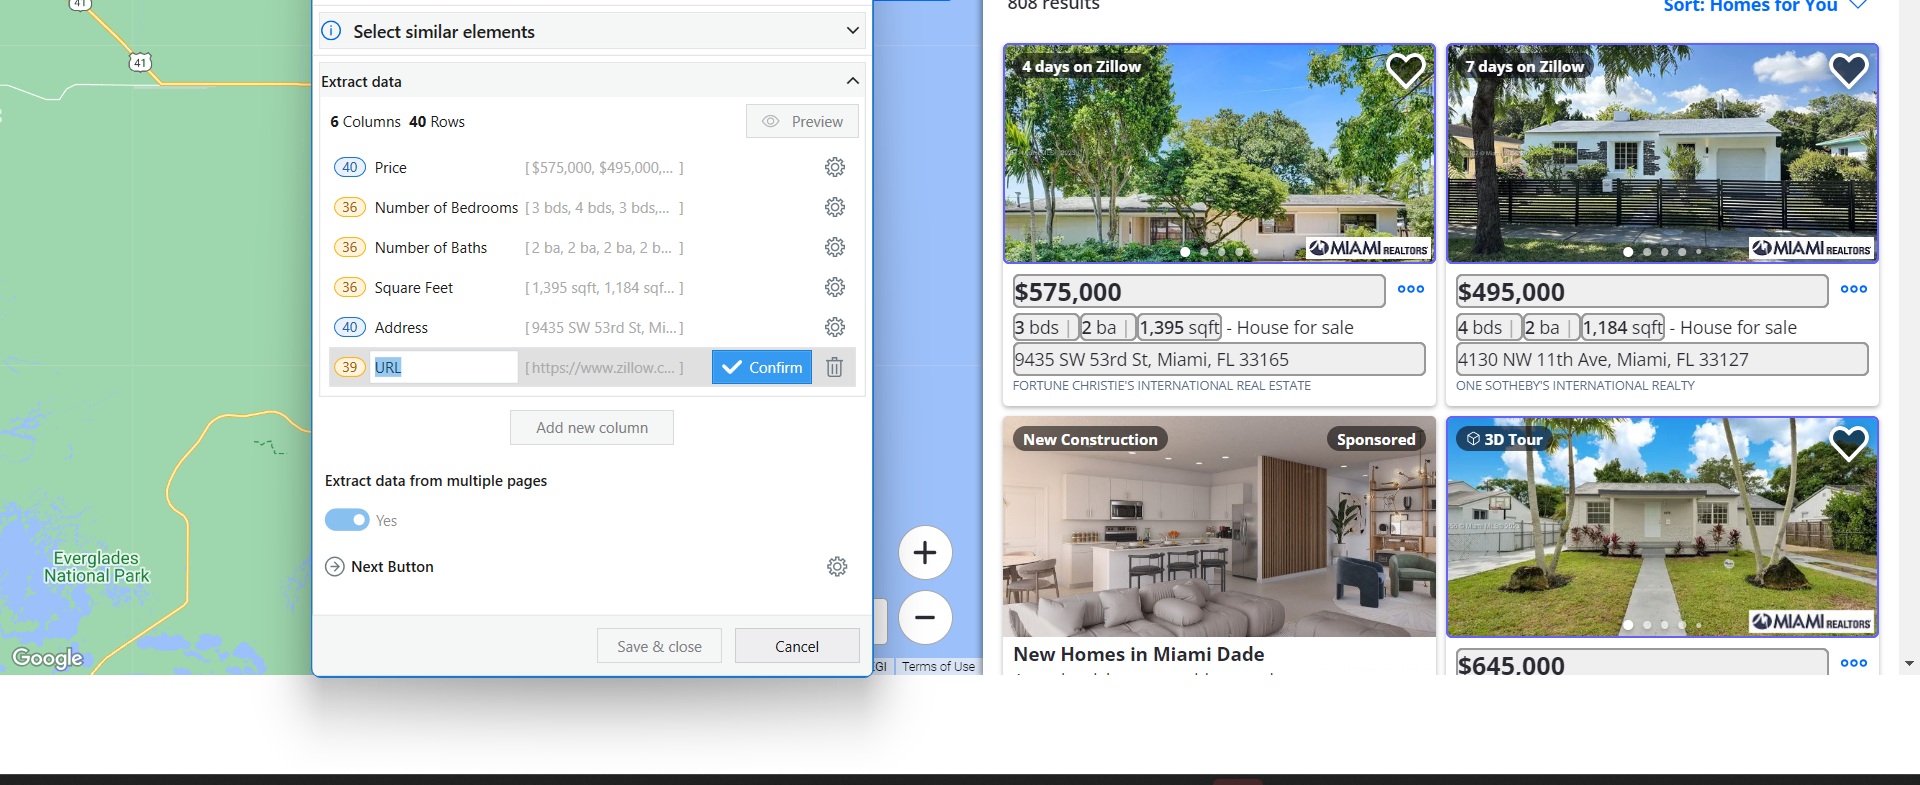 41
41
Everglades
National Park
Google
Select similar elements
Extract data
6 Columns 40 Rows
Preview
40 Price [ $575,000, $495,000,... ]
36 Number of Bedrooms [ 3 bds, 4 bds, 3 bds,... ]
36 Number of Baths [ 2 ba, 2 ba, 2 ba, 2 b... ]
36 Square Feet [ 1,395 sqft, 1,184 sqf... ]
40 Address [ 9435 SW 53rd St, Mi... ]
39 URL [ https://www.zillow.c... ] Confirm
Add new column
Extract data from multiple pages
Yes
Next Button
Save & close
Cancel
Terms of Use
808 results
Sort: Homes for You
4 days on Zillow
MIAMI REALTORS
$575,000
3 bds | 2 ba | 1,395 sqft - House for sale
9435 SW 53rd St, Miami, FL 33165
FORTUNE CHRISTIE'S INTERNATIONAL REAL ESTATE
7 days on Zillow
MIAMI REALTORS
$495,000
4 bds | 2 ba | 1,184 sqft - House for sale
4130 NW 11th Ave, Miami, FL 33127
ONE SOTHEBY'S INTERNATIONAL REALTY
New Construction
Sponsored
New Homes in Miami Dade
3D Tour
MIAMI REALTORS
$645,000